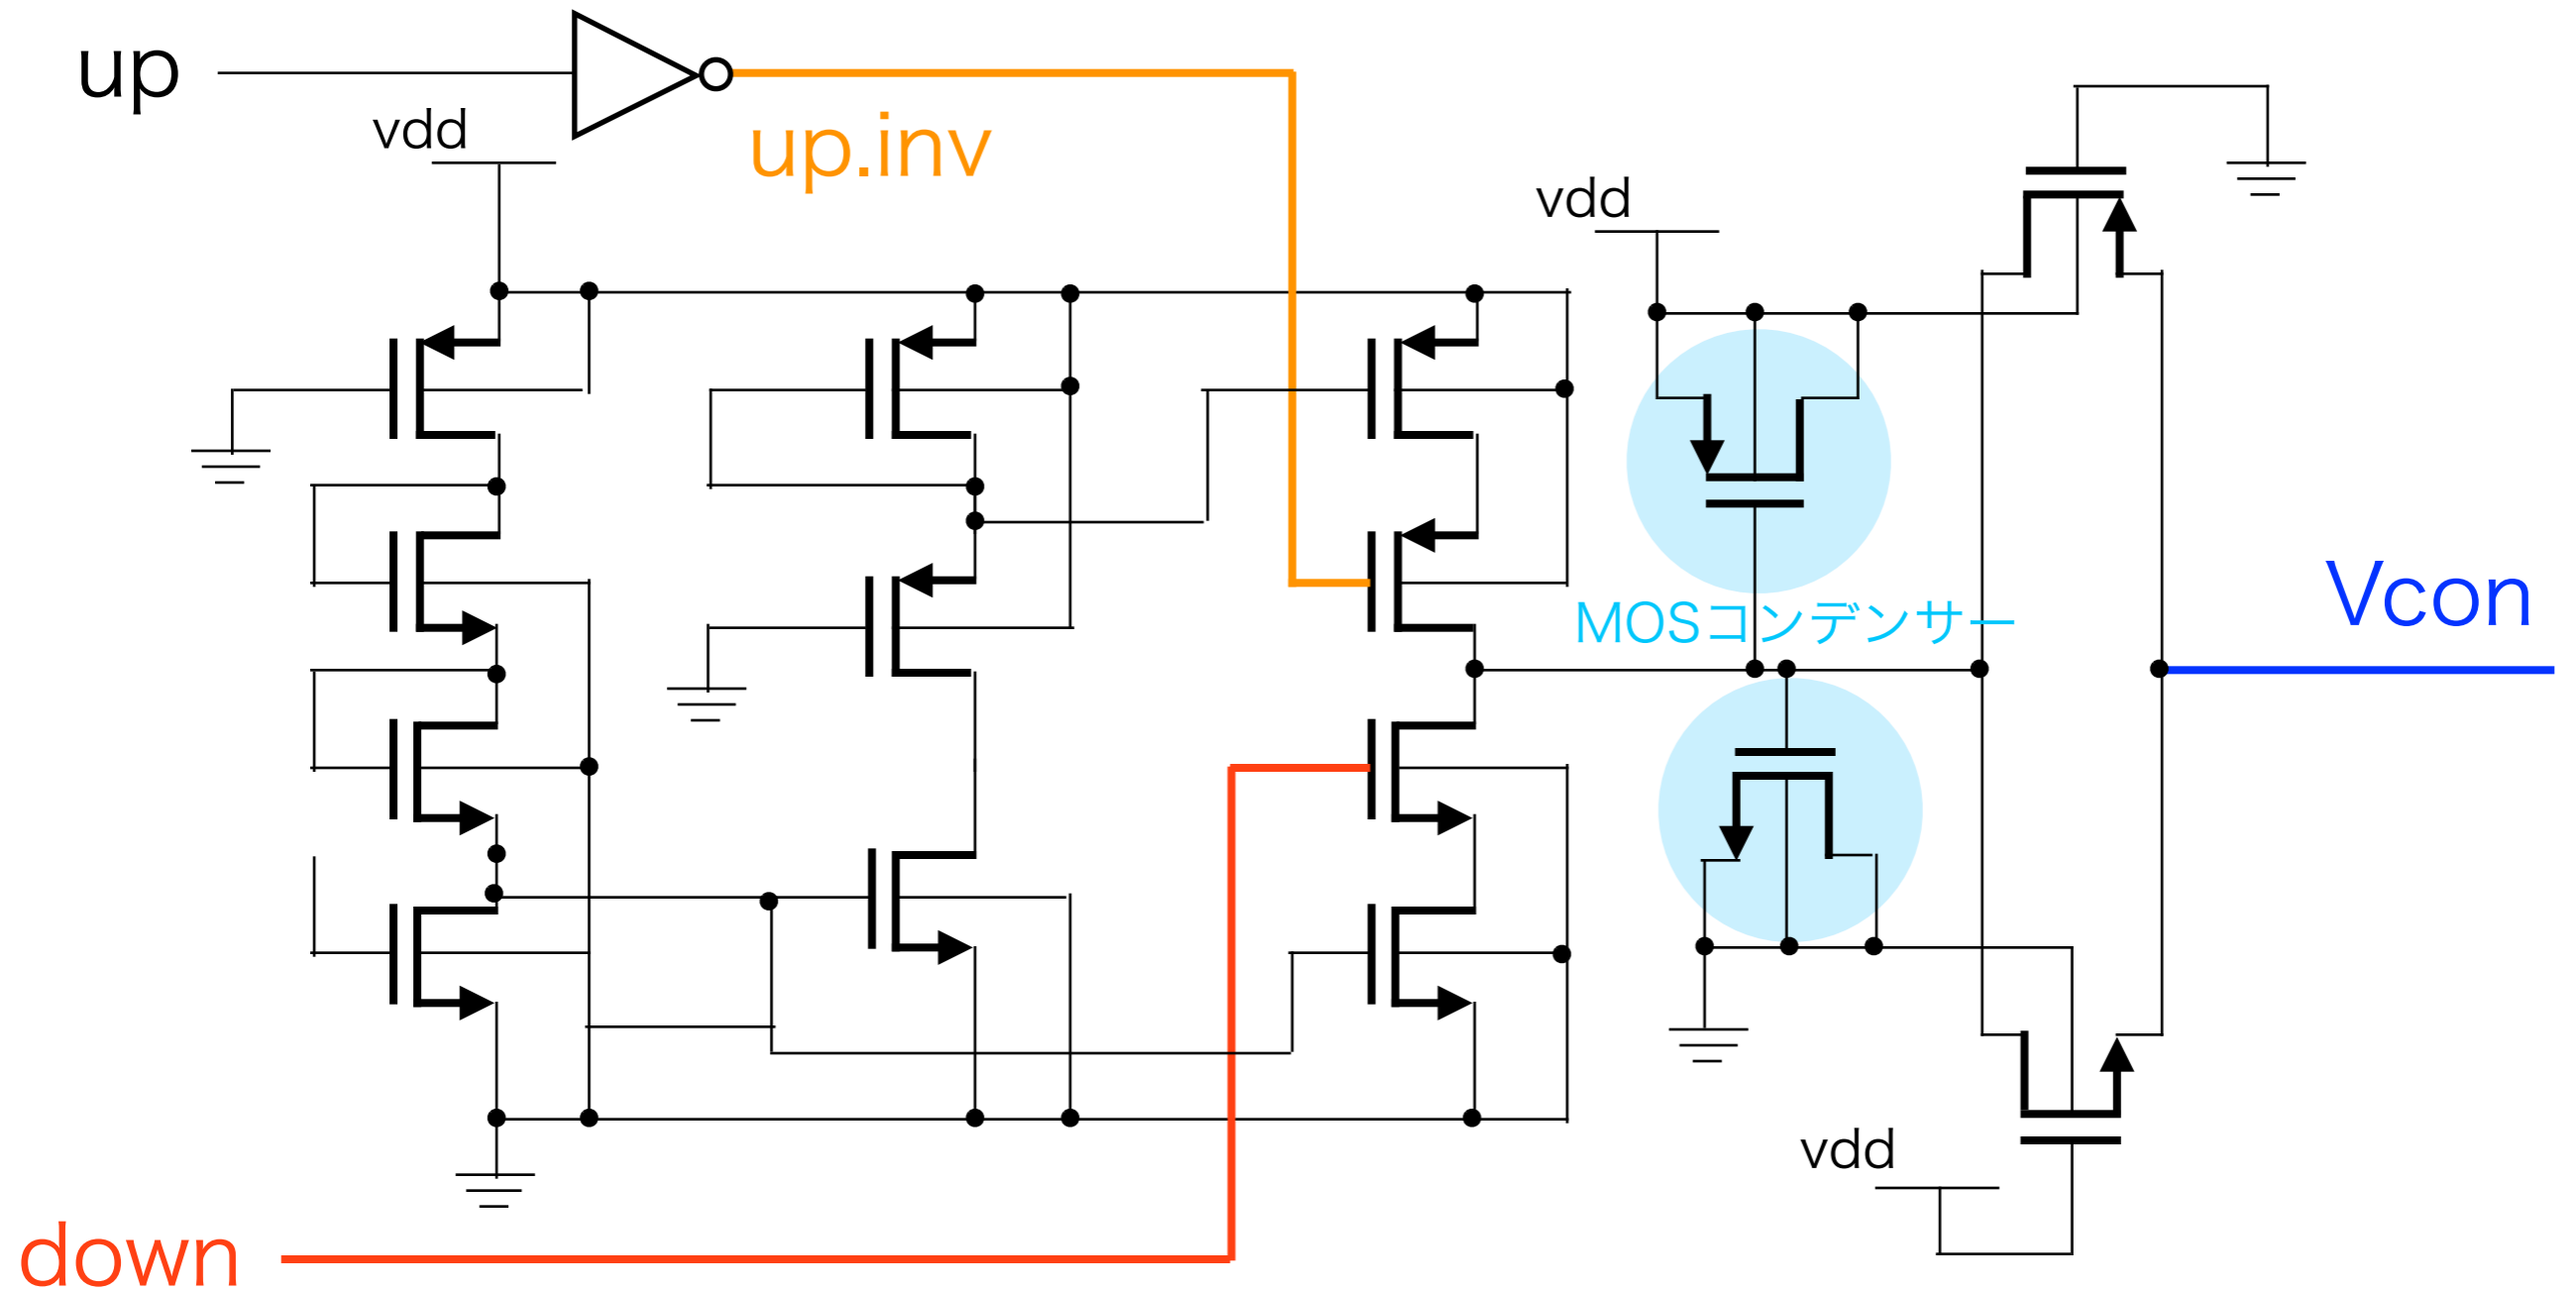 up
vdd
up.inv
vdd
MOSコンデンサー
Vcon
vdd
down